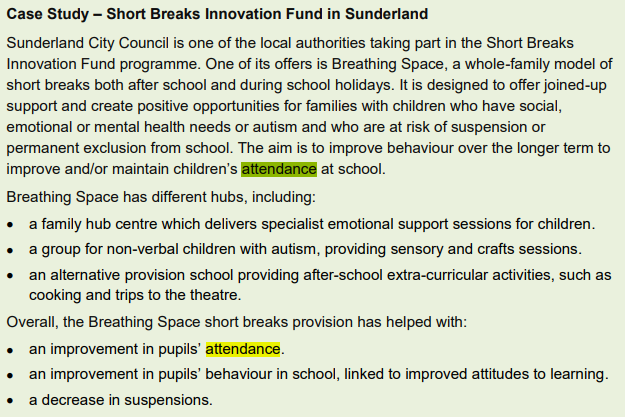 Case Study – Short Breaks Innovation Fund in Sunderland
Sunderland City Council is one of the local authorities taking part in the Short Breaks
Innovation Fund programme. One of its offers is Breathing Space, a whole-family model of
short breaks both after school and during school holidays. It is designed to offer joined-up
support and create positive opportunities for families with children who have social,
emotional or mental health needs or autism and who are at risk of suspension or
permanent exclusion from school. The aim is to improve behaviour over the longer term to
improve and/or maintain children’s attendance at school.
Breathing Space has different hubs, including:
• a family hub centre which delivers specialist emotional support sessions for children.
• a group for non-verbal children with autism, providing sensory and crafts sessions.
• an alternative provision school providing after-school extra-curricular activities, such as
cooking and trips to the theatre.
Overall, the Breathing Space short breaks provision has helped with:
• an improvement in pupils’ attendance.
• an improvement in pupils’ behaviour in school, linked to improved attitudes to learning.
• a decrease in suspensions.